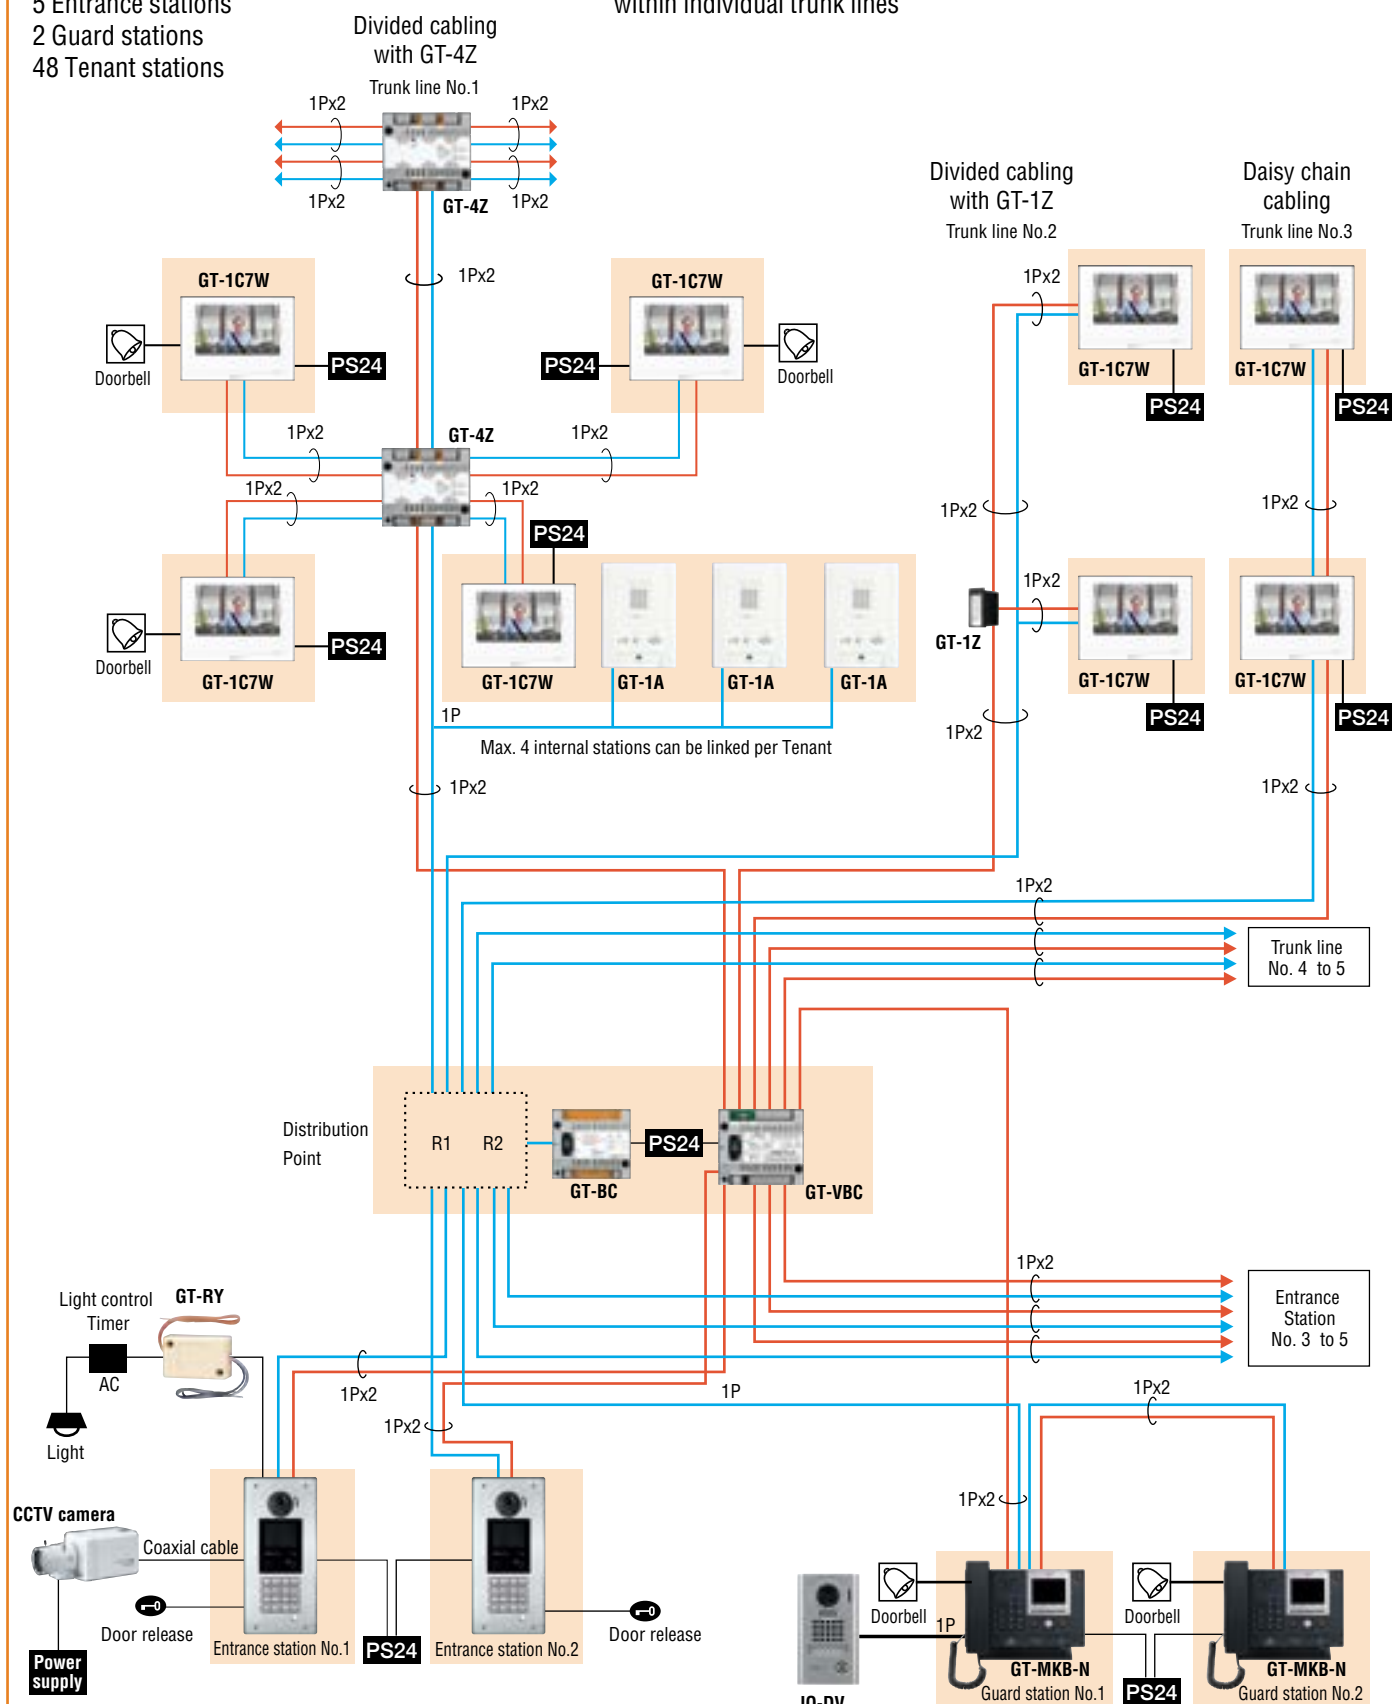 5 Entrance stations
2 Guard stations
48 Tenant stations
within individual trunk lines
Divided cabling
with GT-4Z
Trunk line No.1
1Px2
1Px2
1Px2
1Px2
GT-4Z
1Px2
Divided cabling
with GT-1Z
Trunk line No.2
Daisy chain
cabling
Trunk line No.3
GT-1C7W
Doorbell
PS24
GT-1C7W
PS24
Doorbell
1Px2
GT-1C7W
PS24
GT-1C7W
PS24
1Px2
GT-4Z
1Px2
1Px2
1Px2
PS24
1Px2
1Px2
Doorbell
PS24
GT-1C7W
GT-1C7W
GT-1A
GT-1A
GT-1A
1P
Max. 4 internal stations can be linked per Tenant
1Px2
GT-1Z
GT-1C7W
PS24
GT-1C7W
PS24
1Px2
1Px2
1Px2
1Px2
Trunk line
No. 4 to 5
Distribution
Point
R1 R2
GT-BC
PS24
GT-VBC
1Px2
Entrance
Station
No. 3 to 5
Light control
Timer
GT-RY
AC
Light
1Px2
1Px2
1P
1Px2
1Px2
CCTV camera
Coaxial cable
Door release
Power
supply
Entrance station No.1
PS24
Entrance station No.2
Door release
Doorbell
1P
JO-DV
GT-MKB-N
Guard station No.1
Doorbell
PS24
GT-MKB-N
Guard station No.2